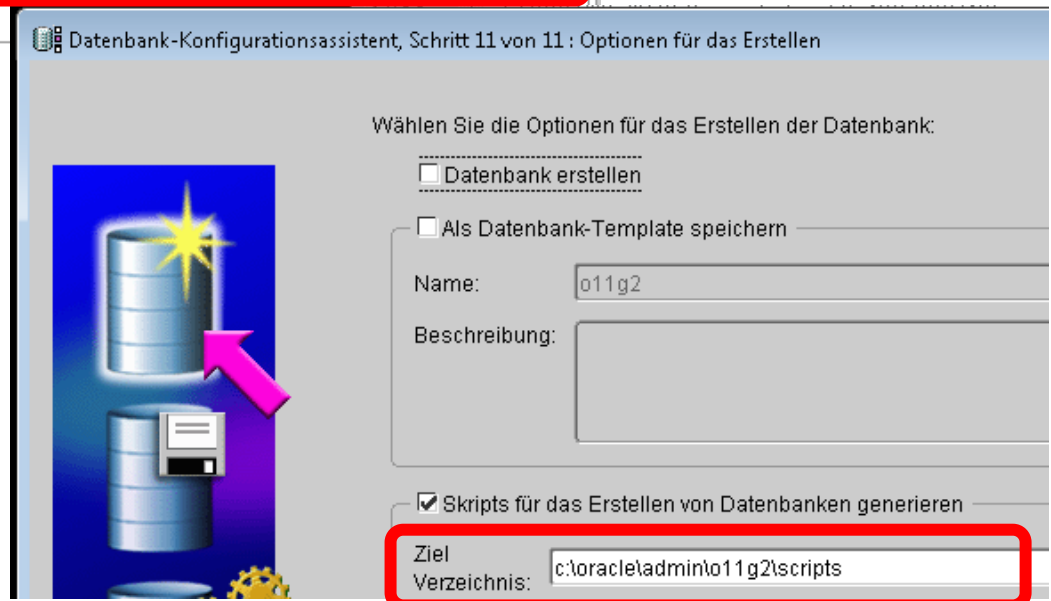 Datenbank-Konfigurationsassistent, Schritt 11 von 11 : Optionen für das Erstellen
Wählen Sie die Optionen für das Erstellen der Datenbank:
Datenbank erstellen
Als Datenbank-Template speichern
Name: o11g2
Beschreibung:
Skripts für das Erstellen von Datenbanken generieren
Ziel
Verzeichnis: c:\oracle\admin\o11g2\scripts